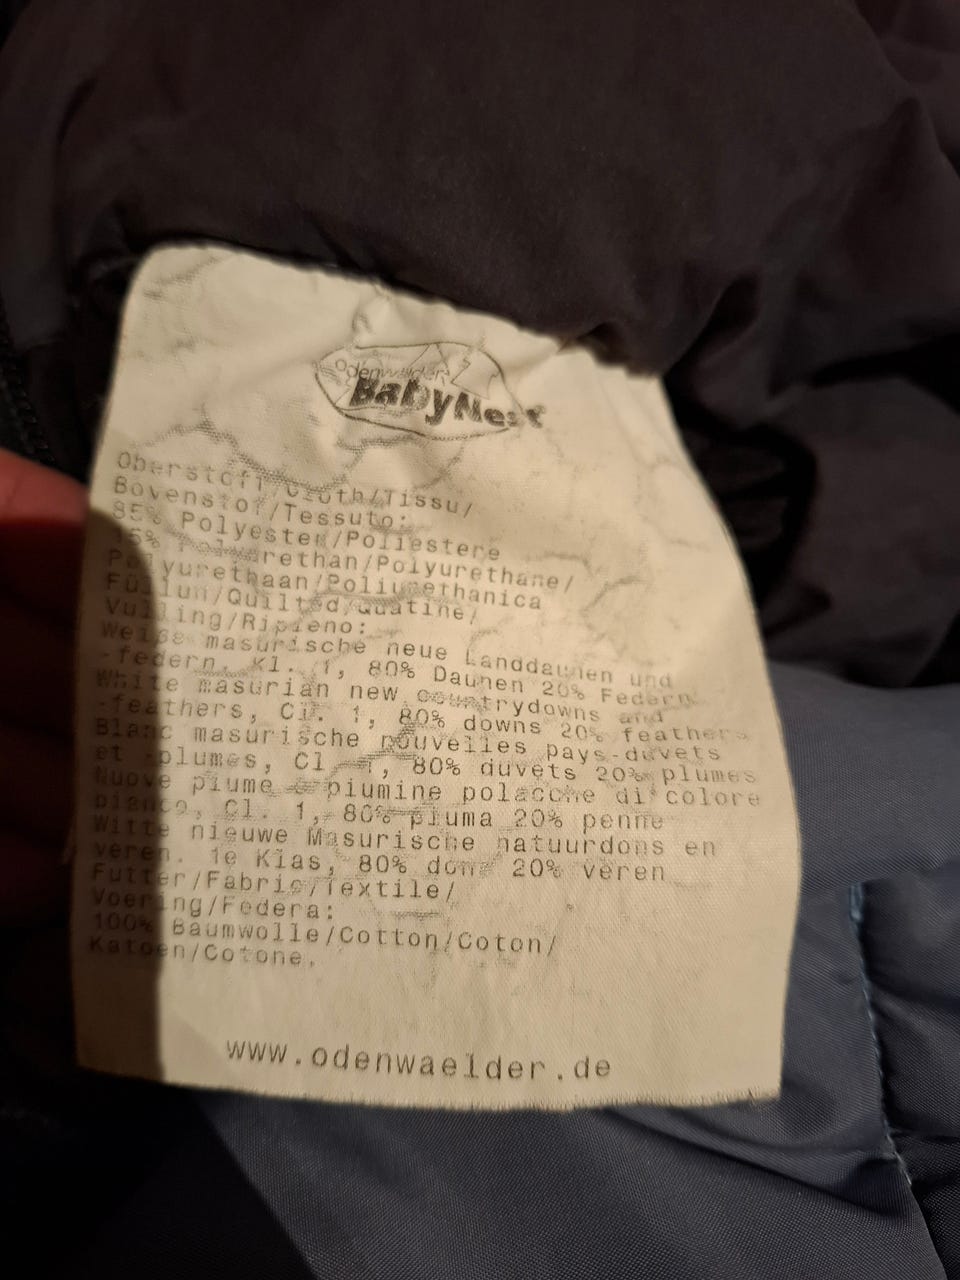 odenwälder
BabyNest
Oberstoff/Cloth/Tissu/
Bovenstof/Tessuto:
85% Polyester/Poliestere
15% Polyurethan/Polyurethane/
Polyurethaan/Poliurethanica
Füllun/Quilted/Quatine/
Vulling/Ripieno:
Weiße masurische neue Landdaunen und
-federn, Kl. 1, 80% Daunen 20% Federn
White masurian new countrydowns and
-feathers, Cl. 1, 80% downs 20% feathers
Blanc masurische nouvelles pays-duvets
et -plumes, Cl. 1, 80% duvets 20% plumes
Nuove piume e piumine polacche di colore
bianco, Cl. 1, 80% piuma 20% penne
Witte nieuwe Masurische natuurdons en
veren. 1e Klas, 80% dons 20% veren
Futter/Fabric/Textile/
Voering/Federa:
100% Baumwolle/Cotton/Coton/
Katoen/Cotone.
www.odenwaelder.de